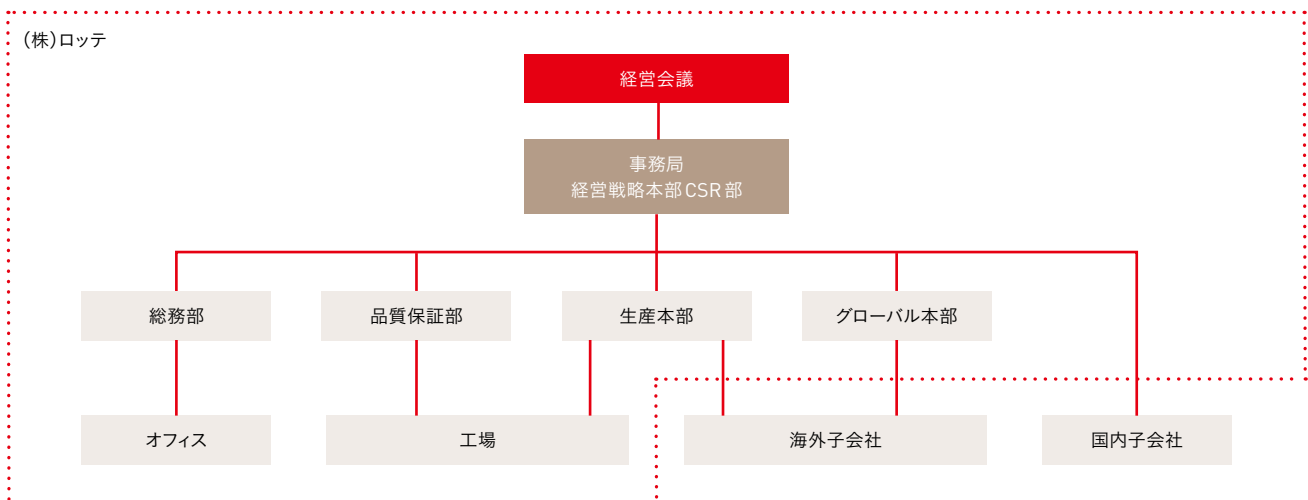 (株)ロッテ
経営会議
事務局
経営戦略本部CSR部
総務部
品質保証部
生産本部
グローバル本部
オフィス
工場
海外子会社
国内子会社